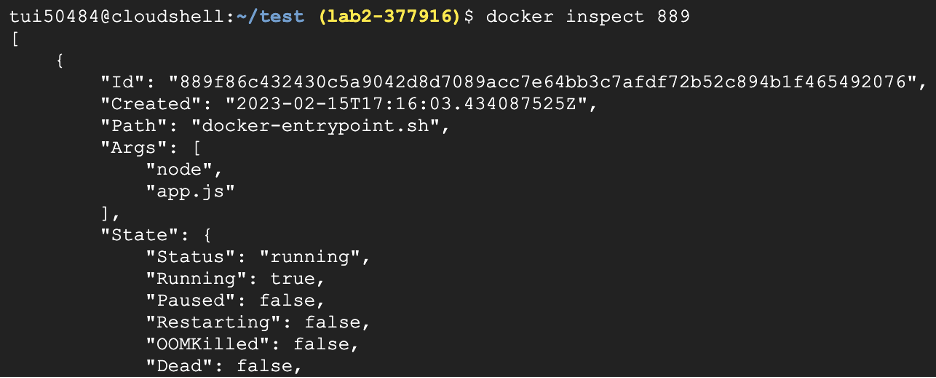 tui50484@cloudshell:~/test (lab2-377916)$ docker inspect 889
[
    {
        "Id": "889f86c432430c5a9042d8d7089acc7e64bb3c7afdf72b52c894b1f465492076",
        "Created": "2023-02-15T17:16:03.434087525Z",
        "Path": "docker-entrypoint.sh",
        "Args": [
            "node",
            "app.js"
        ],
        "State": {
            "Status": "running",
            "Running": true,
            "Paused": false,
            "Restarting": false,
            "OOMKilled": false,
            "Dead": false,